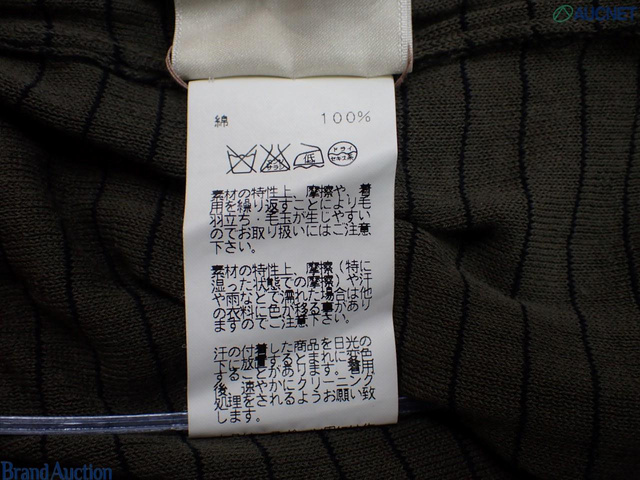 AUCNET
綿 100%
エンソサラシ
低
ドライ
セキユ系
素材の特性上、摩擦や、着
用を繰り返すことにより毛
羽立ち・毛玉が生じやすい
のでお取り扱いにはご注意
下さい。
素材の特性上、摩擦(特に
湿った状態での摩擦)や汗
や雨などで濡れた場合は他
の衣料に色が移る事があり
ますのでご注意下さい。
汗の付着した商品を日光の
下に放置するとまれに変色
することがあります。着用
後、速やかにクリーニング
処理をされるようお願い致
します。
Brand Auction